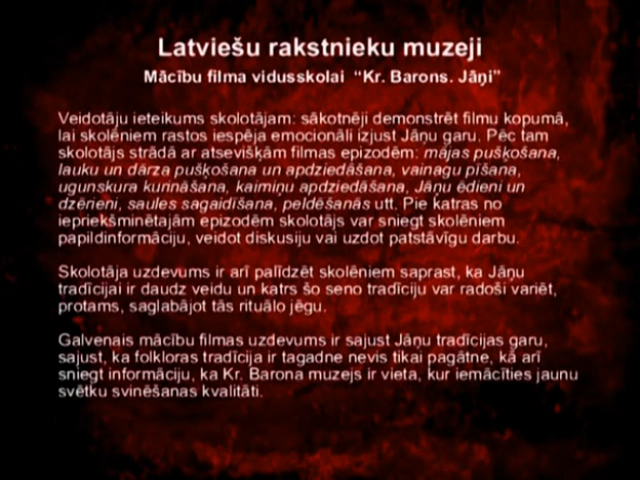 Latviešu rakstnieku muzeji
Mācību filma vidusskolai “Kr. Barons. Jāņi”
Veidotāju ieteikums skolotājam: sākotnēji demonstrēt filmu kopumā,
lai skolēniem rastos iespēja emocionāli izjust Jāņu garu. Pēc tam
skolotājs strādā ar atsevišķām filmas epizodēm: mājas pušķošana,
lauku un dārza pušķošana un apdziedāšana, vainagu pīšana,
ugunskura kurināšana, kaimiņu apdziedāšana, Jāņu ēdieni un
dzērieni, saules sagaidīšana, peldēšanās utt. Pie katras no
iepriekšminētajām epizodēm skolotājs var sniegt skolēniem
papildinformāciju, veidot diskusiju vai uzdot patstāvīgu darbu.
Skolotāja uzdevums ir arī palīdzēt skolēniem saprast, ka Jāņu
tradīcijai ir daudz veidu un katrs šo seno tradīciju var radoši variēt,
protams, saglabājot tās rituālo jēgu.
Galvenais mācību filmas uzdevums ir sajust Jāņu tradīcijas garu,
sajust, ka folkloras tradīcija ir tagadne nevis tikai pagātne, kā arī
sniegt informāciju, ka Kr. Barona muzejs ir vieta, kur iemācīties jaunu
svētku svinēšanas kvalitāti.